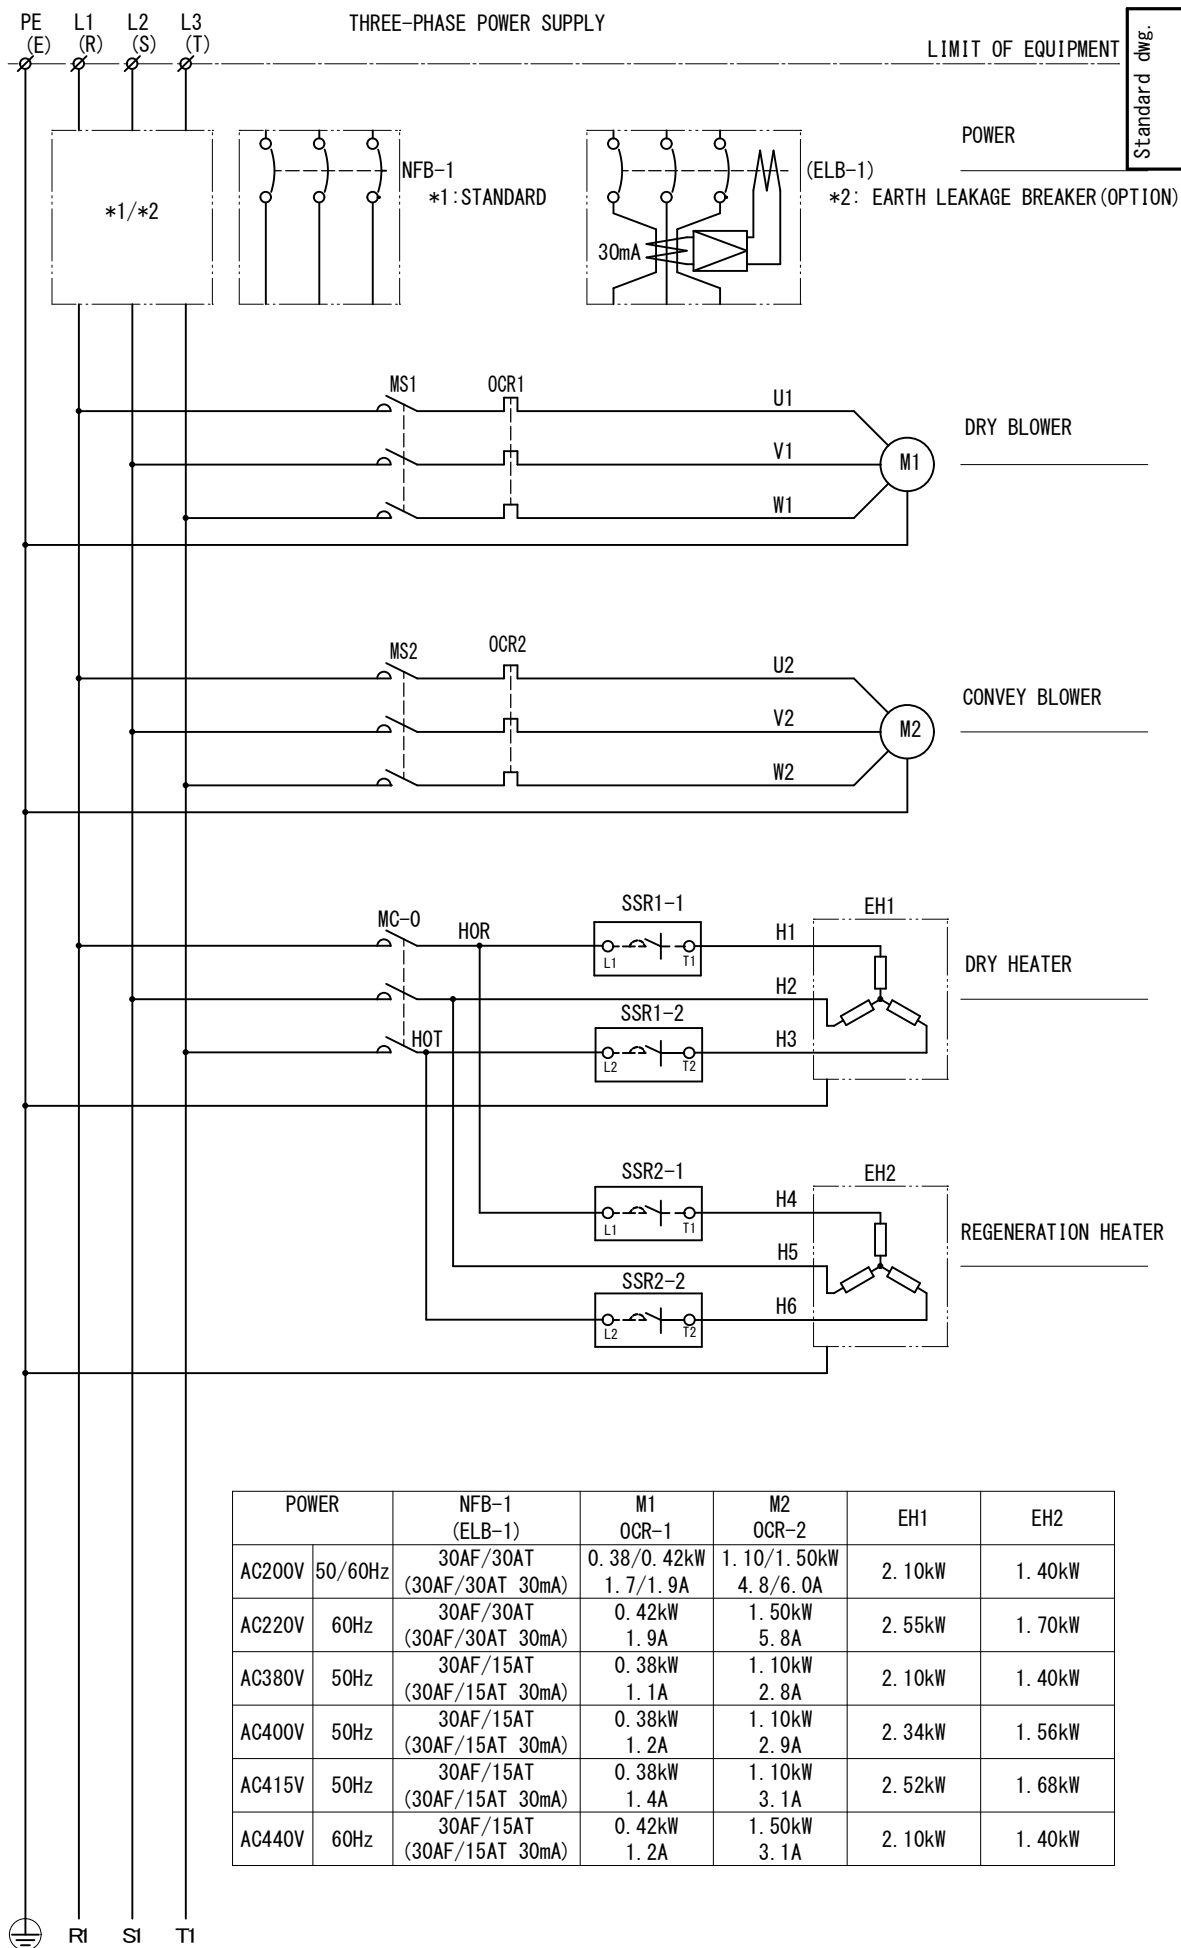 PE L1 L2 L3 THREE-PHASE POWER SUPPLY
(E) (R) (S) (T)
LIMIT OF EQUIPMENT
Standard dwg.
POWER
NFB-1
*1:STANDARD
(ELB-1)
*2: EARTH LEAKAGE BREAKER(OPTION)
*1/*2
30mA
MS1 OCR1 U1
DRY BLOWER
V1
M1
W1
MS2 OCR2 U2
CONVEY BLOWER
V2
M2
W2
SSR1-1 EH1
MC-0 HOR H1
L1 T1
DRY HEATER
H2
SSR1-2
HOT H3
L2 T2
SSR2-1 EH2
H4
L1 T1
REGENERATION HEATER
H5
SSR2-2
H6
L2 T2
POWER NFB-1 M1 M2 EH1 EH2
(ELB-1) OCR-1 OCR-2
AC200V 50/60Hz 30AF/30AT 0.38/0.42kW 1.10/1.50kW 2.10kW 1.40kW
(30AF/30AT 30mA) 1.7/1.9A 4.8/6.0A
AC220V 60Hz 30AF/30AT 0.42kW 1.50kW 2.55kW 1.70kW
(30AF/30AT 30mA) 1.9A 5.8A
AC380V 50Hz 30AF/15AT 0.38kW 1.10kW 2.10kW 1.40kW
(30AF/15AT 30mA) 1.1A 2.8A
AC400V 50Hz 30AF/15AT 0.38kW 1.10kW 2.34kW 1.56kW
(30AF/15AT 30mA) 1.2A 2.9A
AC415V 50Hz 30AF/15AT 0.38kW 1.10kW 2.52kW 1.68kW
(30AF/15AT 30mA) 1.4A 3.1A
AC440V 60Hz 30AF/15AT 0.42kW 1.50kW 2.10kW 1.40kW
(30AF/15AT 30mA) 1.2A 3.1A
R1 S1 T1